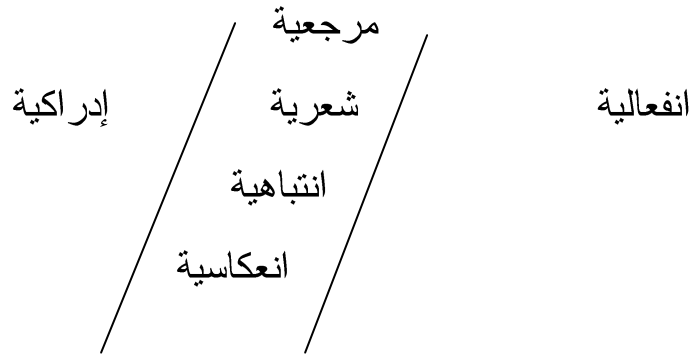 مرجعية
انفعالية شعرية إدراكية
انتباهية
انعكاسية